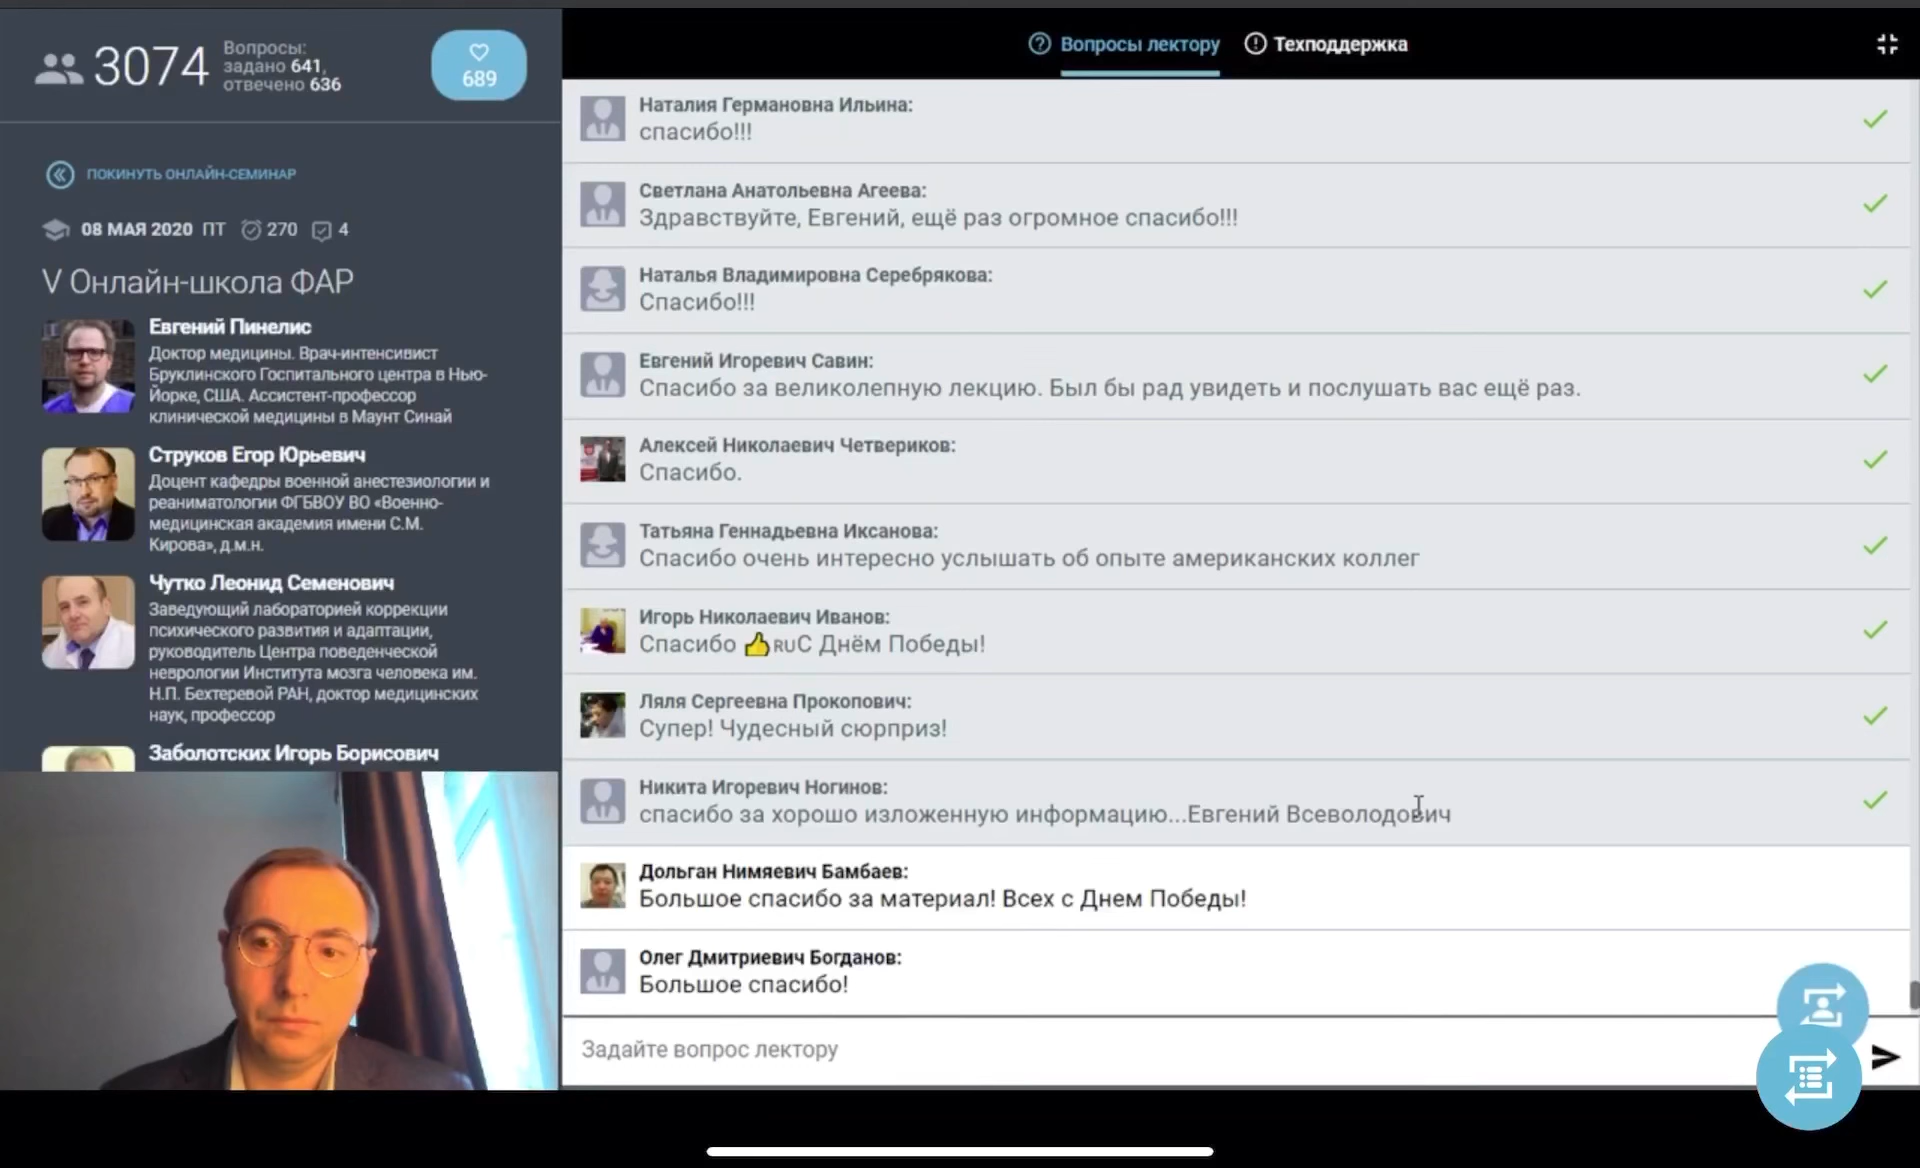 3074
Вопросы:
задано 641,
отвечено 636
689
ПОКИНУТЬ ОНЛАЙН-СЕМИНАР
08 МАЯ 2020 ПТ 270 4
V Онлайн-школа ФАР
Евгений Пинелис
Доктор медицины. Врач-интенсивист
Бруклинского Госпитального центра в Нью-
Йорке, США. Ассистент-профессор
клинической медицины в Маунт Синай
Струков Егор Юрьевич
Доцент кафедры военной анестезиологии и
реаниматологии ФГБВОУ ВО «Военно-
медицинская академия имени С.М.
Кирова», д.м.н.
Чутко Леонид Семенович
Заведующий лабораторией коррекции
психического развития и адаптации,
руководитель Центра поведенческой
неврологии Института мозга человека им.
Н.П. Бехтеревой РАН, доктор медицинских
наук, профессор
Заболотских Игорь Борисович
Вопросы лектору Техподдержка
Наталия Германовна Ильина:
спасибо!!!
Светлана Анатольевна Агеева:
Здравствуйте, Евгений, ещё раз огромное спасибо!!!
Наталья Владимировна Серебрякова:
Спасибо!!!
Евгений Игоревич Савин:
Спасибо за великолепную лекцию. Был бы рад увидеть и послушать вас ещё раз.
Алексей Николаевич Четвериков:
Спасибо.
Татьяна Геннадьевна Иксанова:
Спасибо очень интересно услышать об опыте американских коллег
Игорь Николаевич Иванов:
Спасибо 👍RUС Днём Победы!
Ляля Сергеевна Прокопович:
Супер! Чудесный сюрприз!
Никита Игоревич Ногинов:
спасибо за хорошо изложенную информацию...Евгений Всеволодович
Дольган Нимяевич Бамбаев:
Большое спасибо за материал! Всех с Днем Победы!
Олег Дмитриевич Богданов:
Большое спасибо!
Задайте вопрос лектору